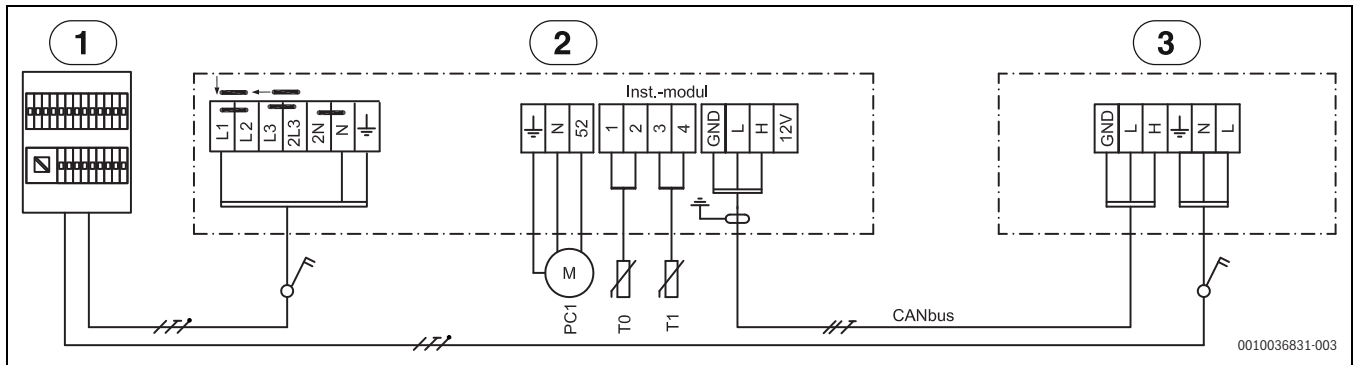 1
2
3
Inst.-modul
L1
L2
L3
2L3
2N
N
N
52
1
2
3
4
GND
L
H
12V
GND
L
H
N
L
M
PC1
T0
T1
CANbus
0010036831-003